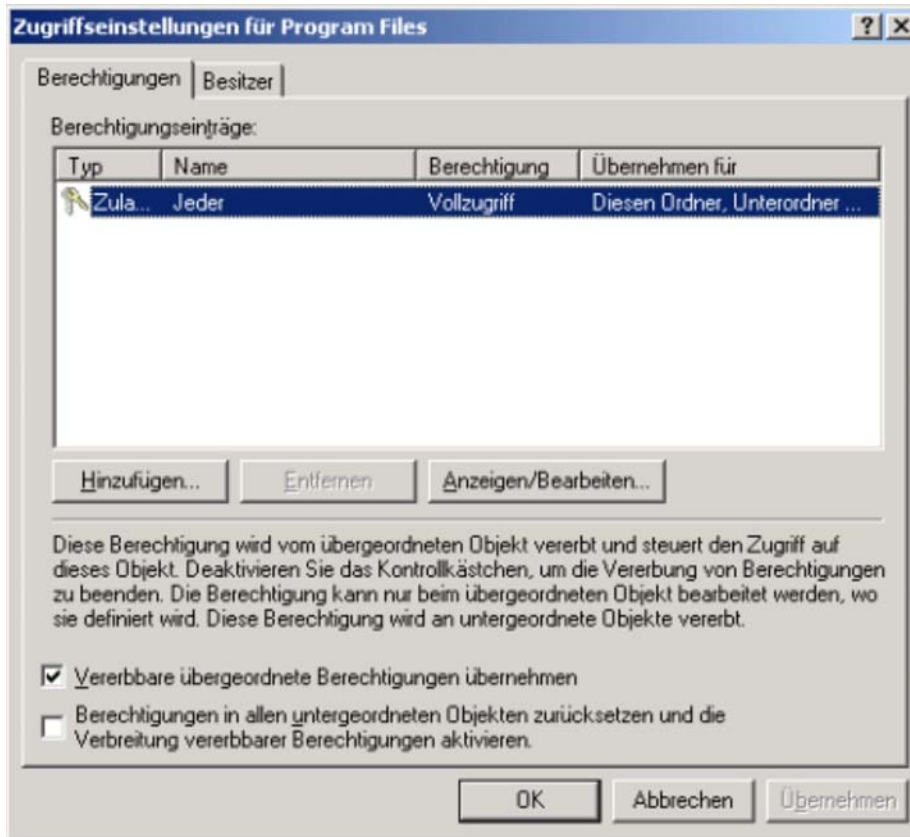 Zugriffseinstellungen für Program Files
Berechtigungen Besitzer
Berechtigungseinträge:
Typ Name Berechtigung Übernehmen für
Zula... Jeder Vollzugriff Diesen Ordner, Unterordner ...
Hinzufügen... Entfernen Anzeigen/Bearbeiten...
Diese Berechtigung wird vom übergeordneten Objekt vererbt und steuert den Zugriff auf
dieses Objekt. Deaktivieren Sie das Kontrollkästchen, um die Vererbung von Berechtigungen
zu beenden. Die Berechtigung kann nur beim übergeordneten Objekt bearbeitet werden, wo
sie definiert wird. Diese Berechtigung wird an untergeordnete Objekte vererbt.
Vererbbare übergeordnete Berechtigungen übernehmen
Berechtigungen in allen untergeordneten Objekten zurücksetzen und die
Verbreitung vererbbarer Berechtigungen aktivieren.
OK Abbrechen Übernehmen